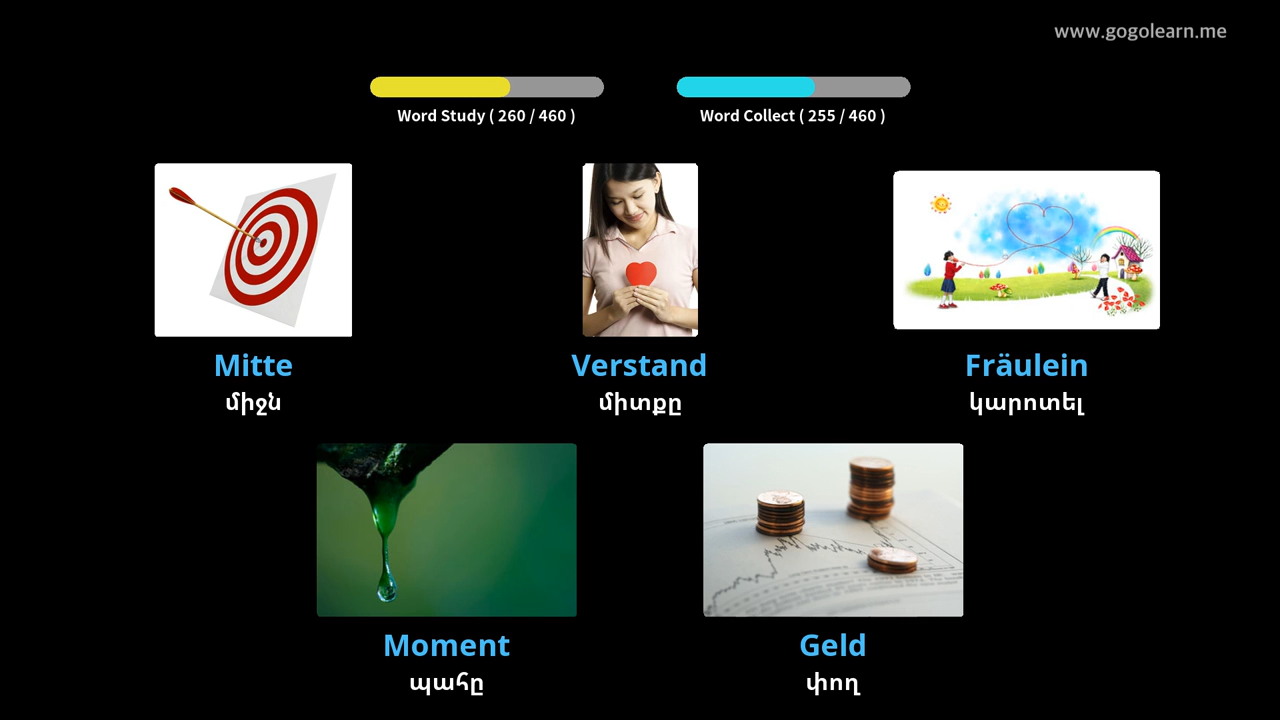 www.gogolearn.me
Word Study ( 260 / 460 )
Word Collect ( 255 / 460 )
Mitte
միջն
Verstand
միտքը
Fräulein
կարոտել
Moment
պահը
Geld
փող